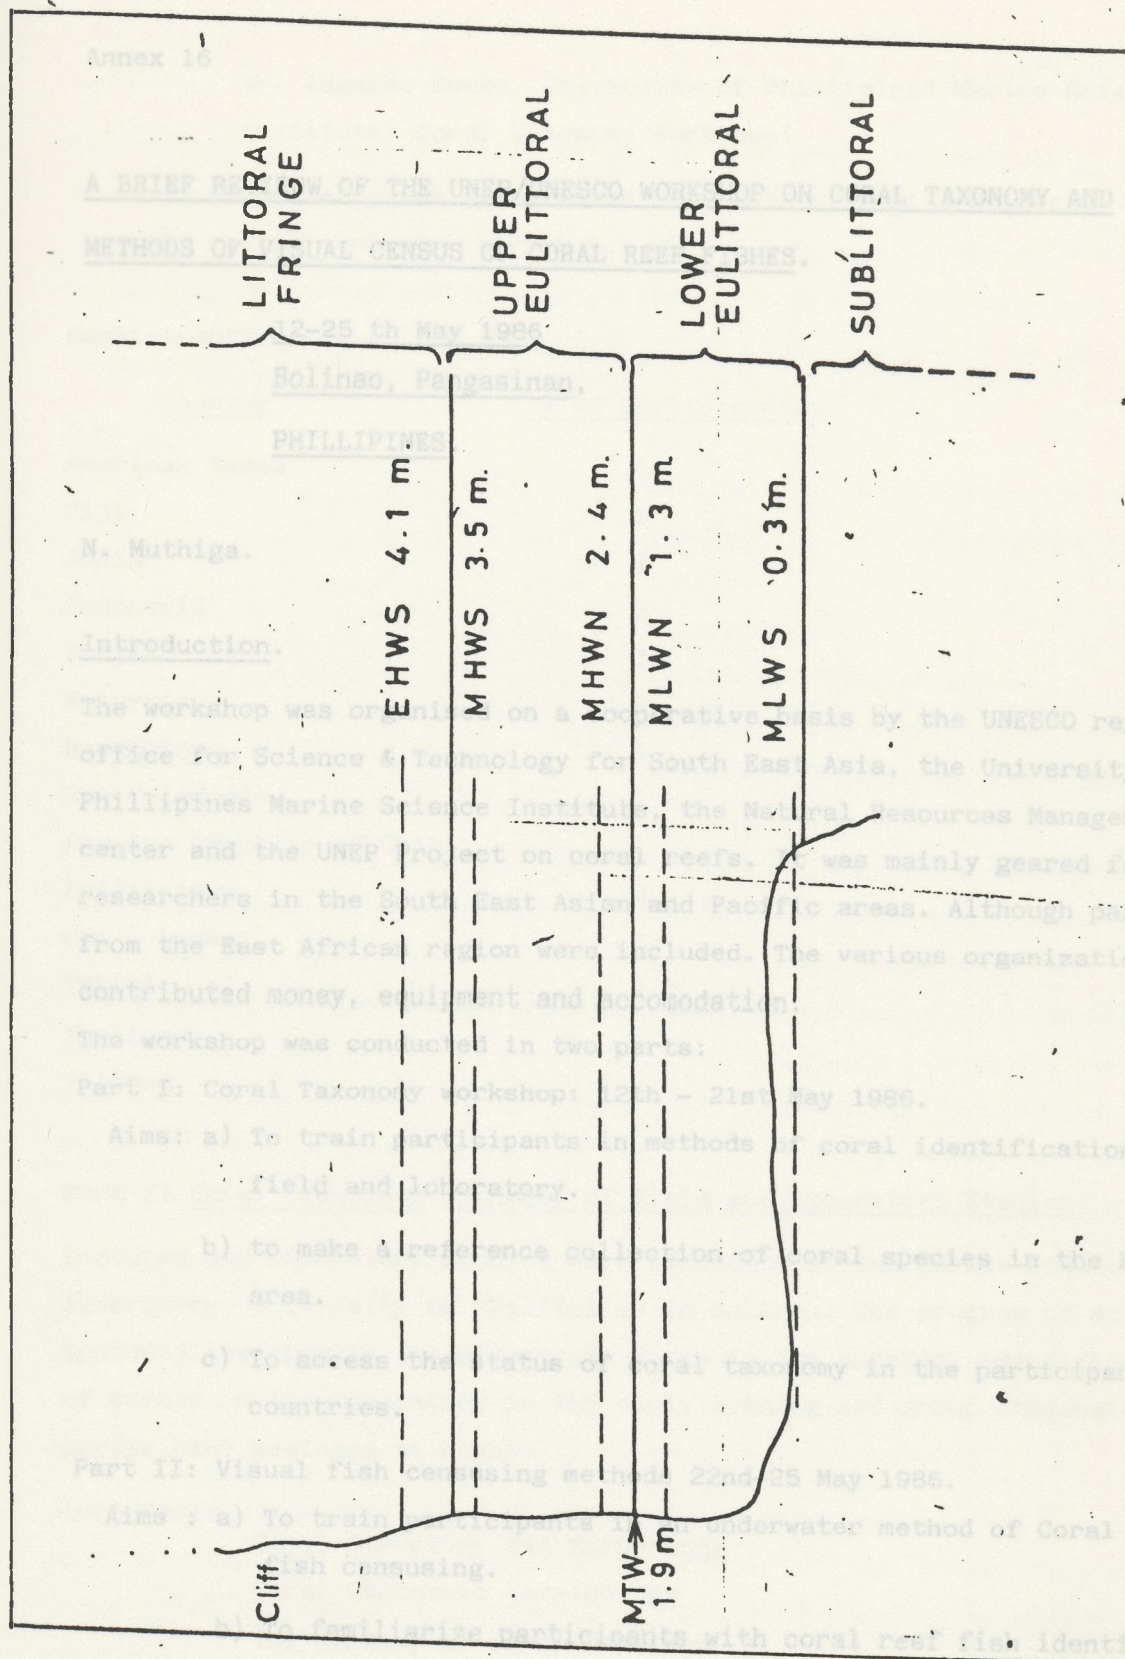 LITTORAL
FRINGE
UPPER
EULITTORAL
LOWER
EULITTORAL
SUBLITTORAL
EHWS 4.1 m.
MHWS 3.5 m.
MHWN 2.4 m.
MLWN 1.3 m
MLWS 0.3 m.
Cliff
MTW
1.9 m
Annex 16
A BRIEF REVIEW OF THE UNEP/UNESCO WORKSHOP ON CORAL TAXONOMY AND
METHODS OF VISUAL CENSUS OF CORAL REEF FISHES.
12-25 th May 1986
Bolinao, Pangasinan,
PHILLIPINES.
N. Muthiga.
Introduction.
The workshop was organised on a cooperative basis by the UNESCO re
office for Science & Technology for South East Asia, the Universit
Phillipines Marine Science Institute, the Natural Resources Manage
center and the UNEP Project on coral reefs. It was mainly geared f
researchers in the South East Asian and Pacific areas. Although pa
from the East African region were included. The various organizati
contributed money, equipment and accomodation.
The workshop was conducted in two parts:
Part I: Coral Taxonomy workshop: 12th - 21st May 1986.
Aims: a) To train participants in methods of coral identification
field and loboratory.
b) to make a reference collection of coral species in the
area.
c) To access the status of coral taxonomy in the participa
countries.
Part II: Visual fish censusing methods 22nd-25 May 1986.
Aims : a) To train participants in an underwater method of Coral
fish censusing.
b) To familiarize participants with coral reef fish identi